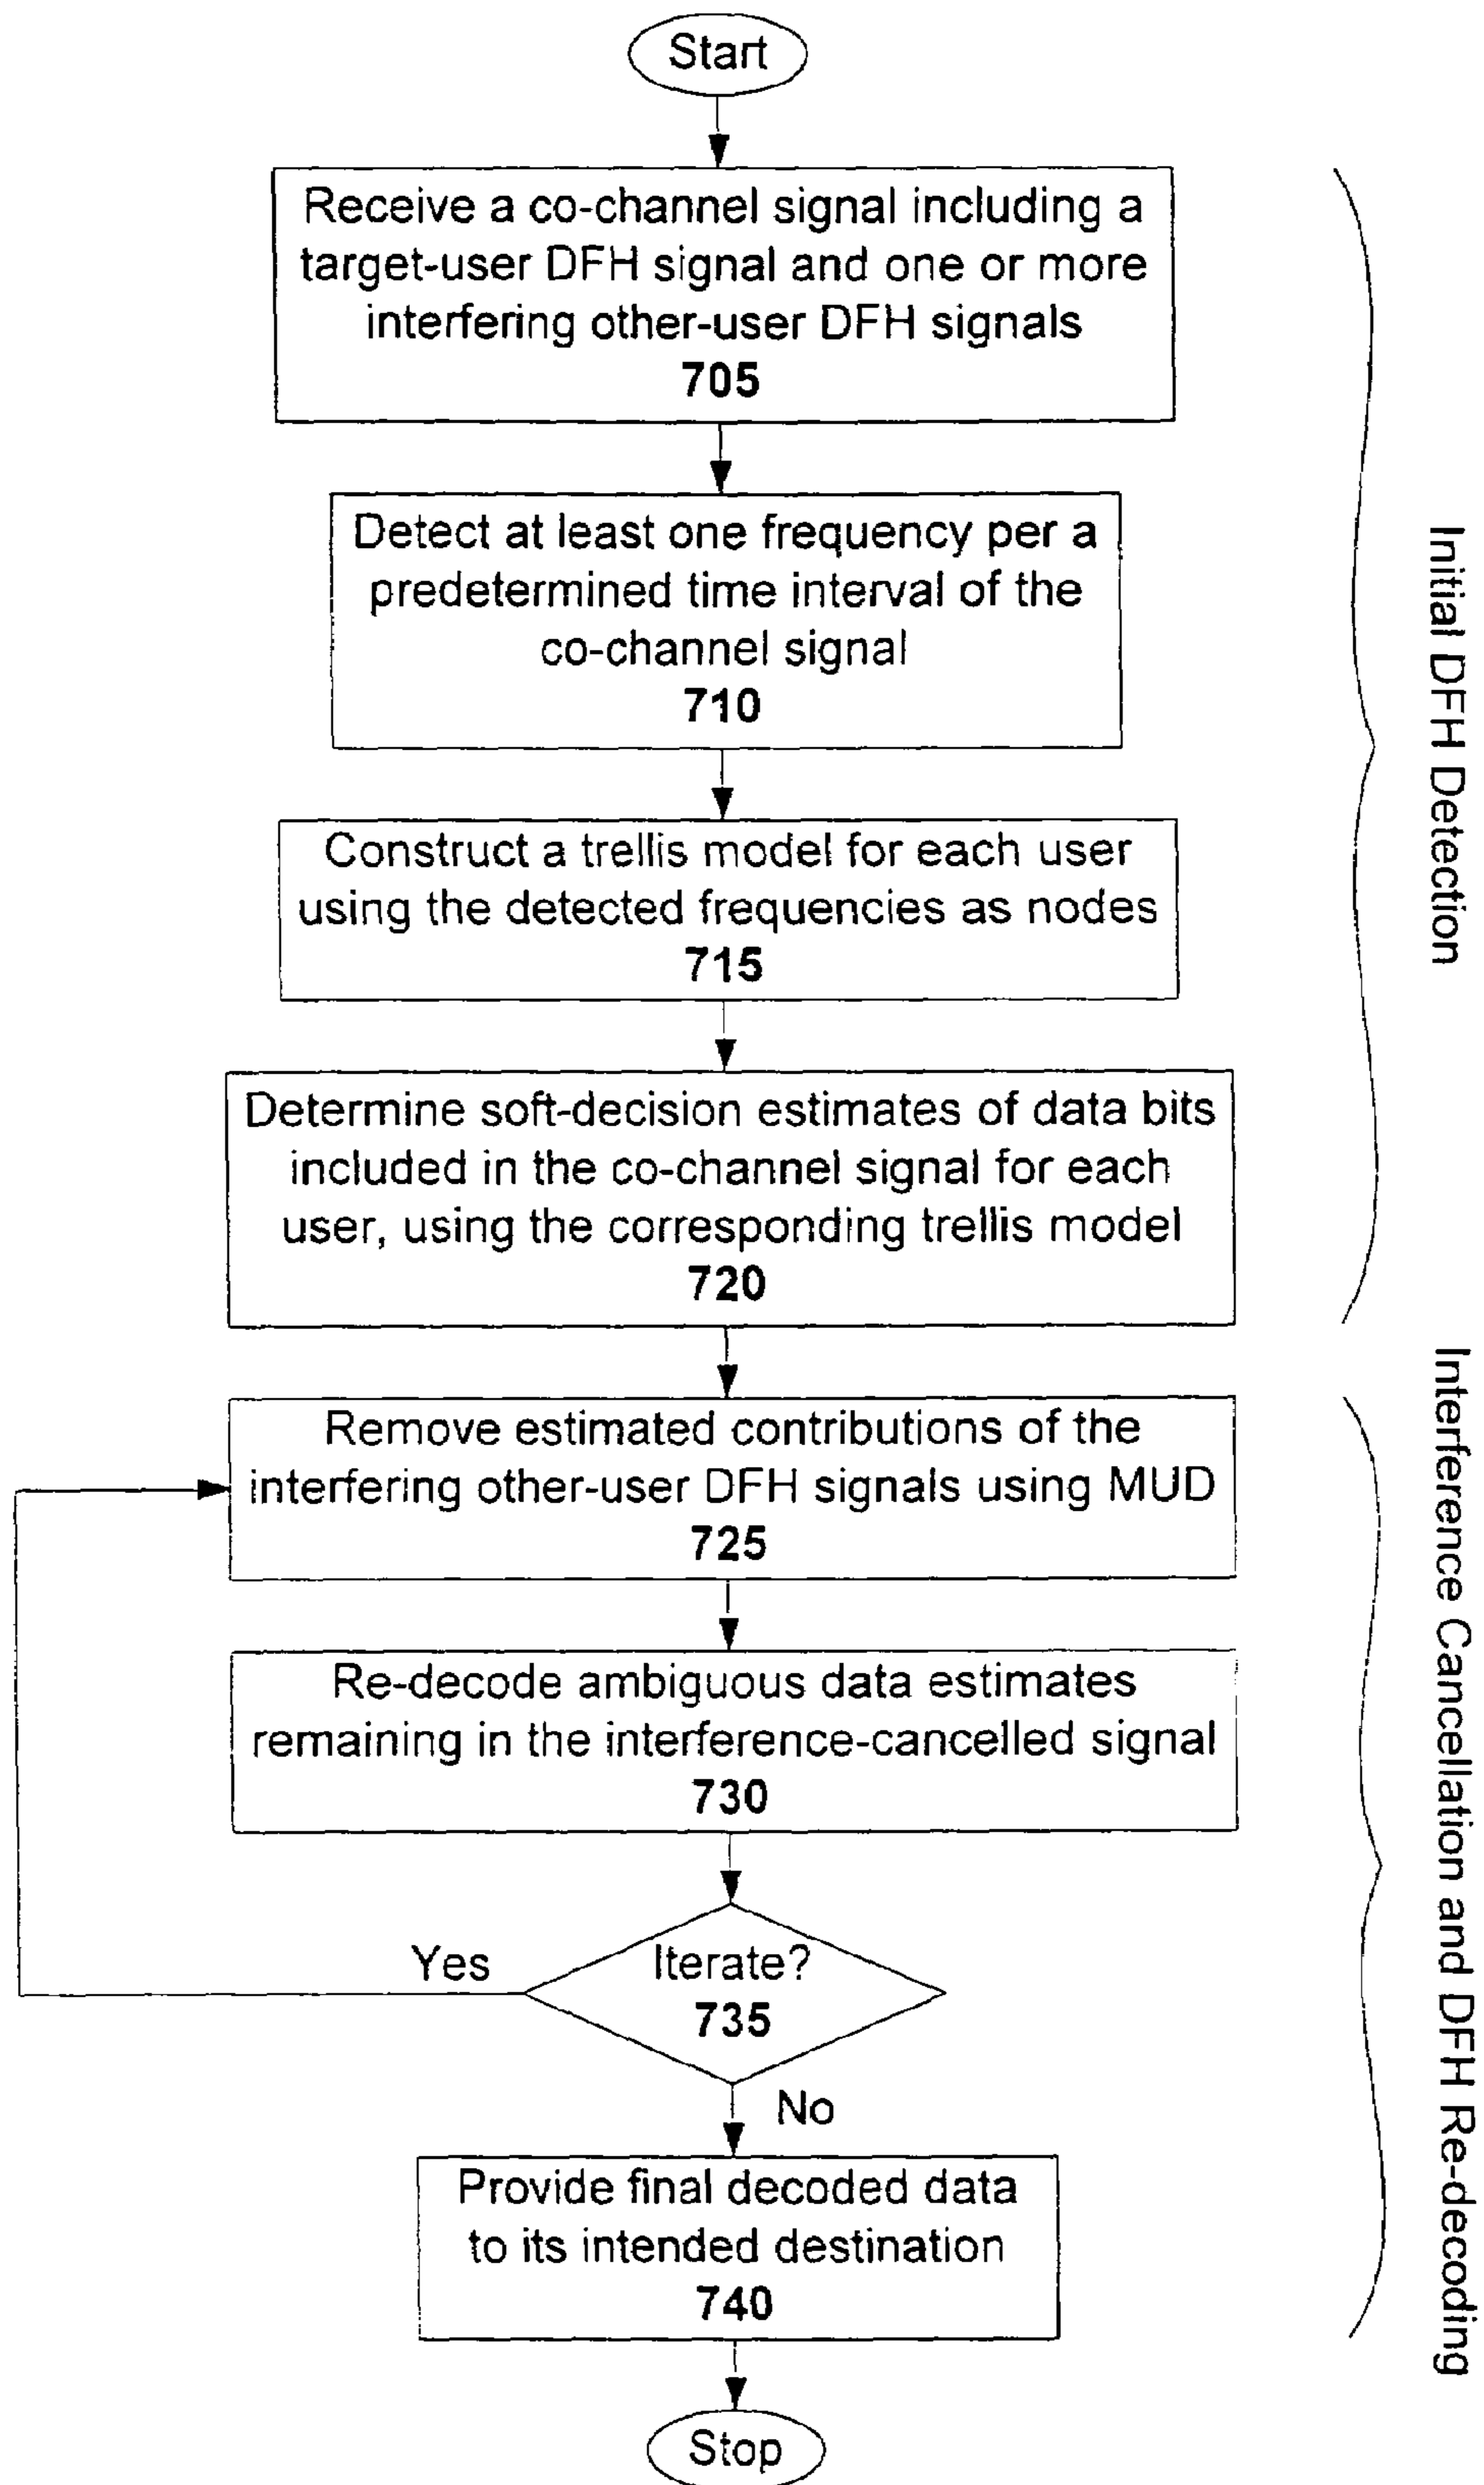 Start
Receive a co-channel signal including a
target-user DFH signal and one or more
interfering other-user DFH signals
705
Detect at least one frequency per a
predetermined time interval of the
co-channel signal
710
Construct a trellis model for each user
using the detected frequencies as nodes
715
Determine soft-decision estimates of data bits
included in the co-channel signal for each
user, using the corresponding trellis model
720
Initial DFH Detection
Remove estimated contributions of the
interfering other-user DFH signals using MUD
725
Re-decode ambiguous data estimates
remaining in the interference-cancelled signal
730
Iterate?
735
Yes
No
Provide final decoded data
to its intended destination
740
Interference Cancellation and DFH Re-decoding
Stop